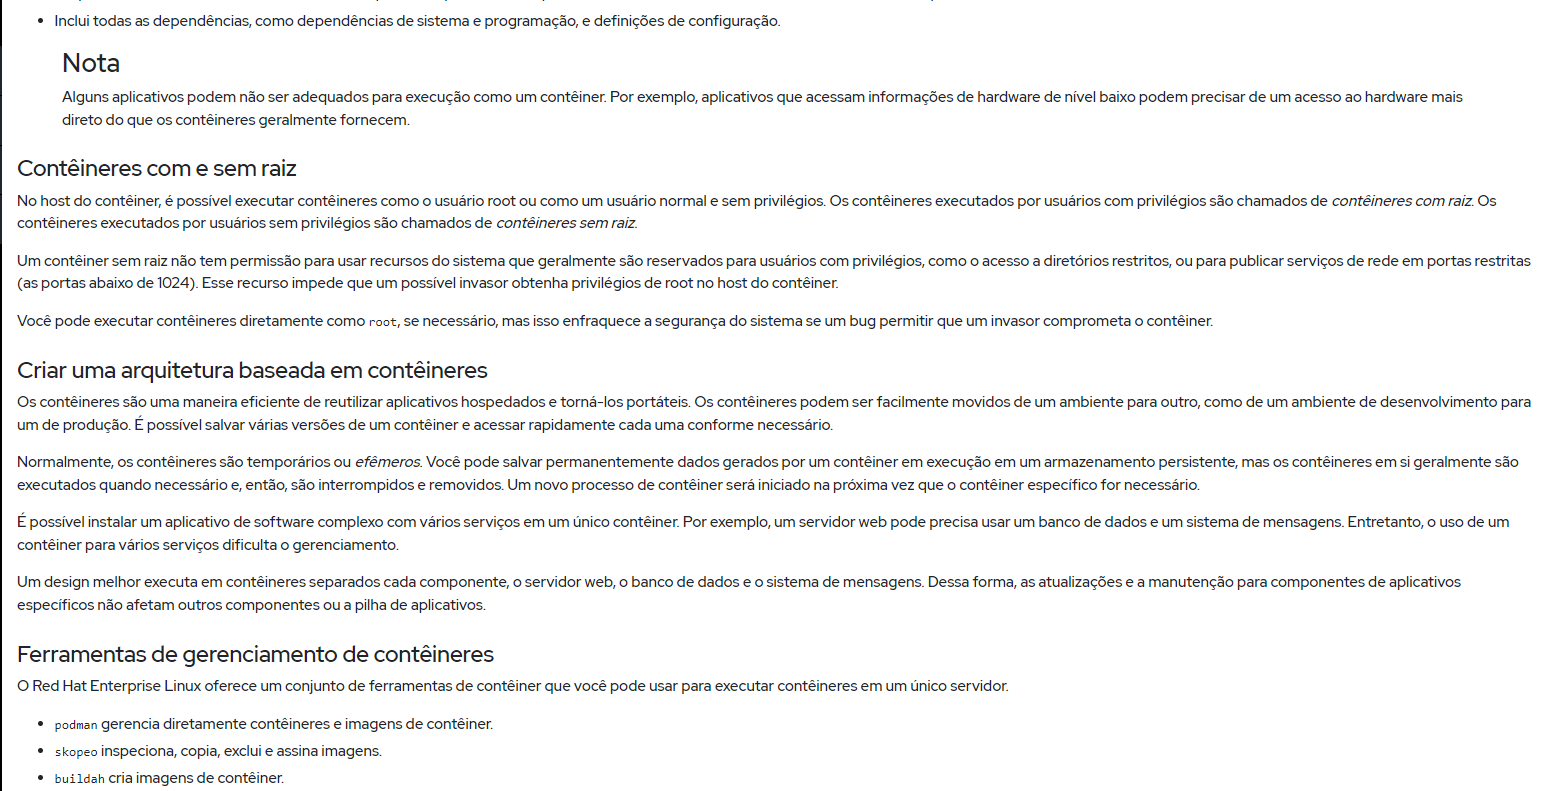 • Inclui todas as dependências, como dependências de sistema e programação, e definições de configuração.
Nota
Alguns aplicativos podem não ser adequados para execução como um contêiner. Por exemplo, aplicativos que acessam informações de hardware de nível baixo podem precisar de um acesso ao hardware mais
direto do que os contêineres geralmente fornecem.
Contêineres com e sem raiz
No host do contêiner, é possível executar contêineres como o usuário root ou como um usuário normal e sem privilégios. Os contêineres executados por usuários com privilégios são chamados de contêineres com raiz. Os
contêineres executados por usuários sem privilégios são chamados de contêineres sem raiz.
Um contêiner sem raiz não tem permissão para usar recursos do sistema que geralmente são reservados para usuários com privilégios, como o acesso a diretórios restritos, ou para publicar serviços de rede em portas restritas
(as portas abaixo de 1024). Esse recurso impede que um possível invasor obtenha privilégios de root no host do contêiner.
Você pode executar contêineres diretamente como root, se necessário, mas isso enfraquece a segurança do sistema se um bug permitir que um invasor comprometa o contêiner.
Criar uma arquitetura baseada em contêineres
Os contêineres são uma maneira eficiente de reutilizar aplicativos hospedados e torná-los portáteis. Os contêineres podem ser facilmente movidos de um ambiente para outro, como de um ambiente de desenvolvimento para
um de produção. É possível salvar várias versões de um contêiner e acessar rapidamente cada uma conforme necessário.
Normalmente, os contêineres são temporários ou efêmeros. Você pode salvar permanentemente dados gerados por um contêiner em execução em um armazenamento persistente, mas os contêineres em si geralmente são
executados quando necessário e, então, são interrompidos e removidos. Um novo processo de contêiner será iniciado na próxima vez que o contêiner específico for necessário.
É possível instalar um aplicativo de software complexo com vários serviços em um único contêiner. Por exemplo, um servidor web pode precisa usar um banco de dados e um sistema de mensagens. Entretanto, o uso de um
contêiner para vários serviços dificulta o gerenciamento.
Um design melhor executa em contêineres separados cada componente, o servidor web, o banco de dados e o sistema de mensagens. Dessa forma, as atualizações e a manutenção para componentes de aplicativos
específicos não afetam outros componentes ou a pilha de aplicativos.
Ferramentas de gerenciamento de contêineres
O Red Hat Enterprise Linux oferece um conjunto de ferramentas de contêiner que você pode usar para executar contêineres em um único servidor.
• podman gerencia diretamente contêineres e imagens de contêiner.
• skopeo inspeciona, copia, exclui e assina imagens.
• buildah cria imagens de contêiner.